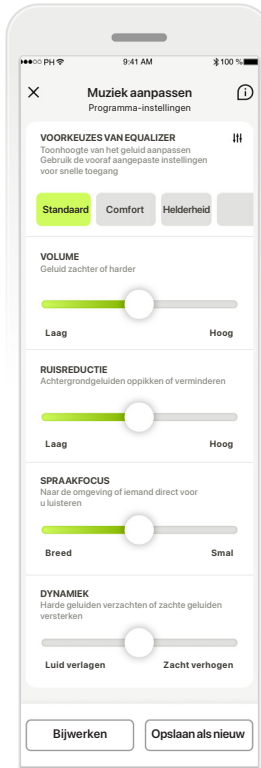 PH 9:41 AM 100 %
Muziek aanpassen
Programma-instellingen
VOORKEUZES VAN EQUALIZER
Toonhoogte van het geluid aanpassen
Gebruik de vooraf aangepaste instellingen
voor snelle toegang
Standaard Comfort Helderheid
VOLUME
Geluid zachter of harder
Laag Hoog
RUISREDUCTIE
Achtergrondgeluiden oppikken of verminderen
Laag Hoog
SPRAAKFOCUS
Naar de omgeving of iemand direct voor
u luisteren
Breed Smal
DYNAMIEK
Harde geluiden verzachten of zachte geluiden
versterken
Luid verlagen Zacht verhogen
Bijwerken Opslaan als nieuw